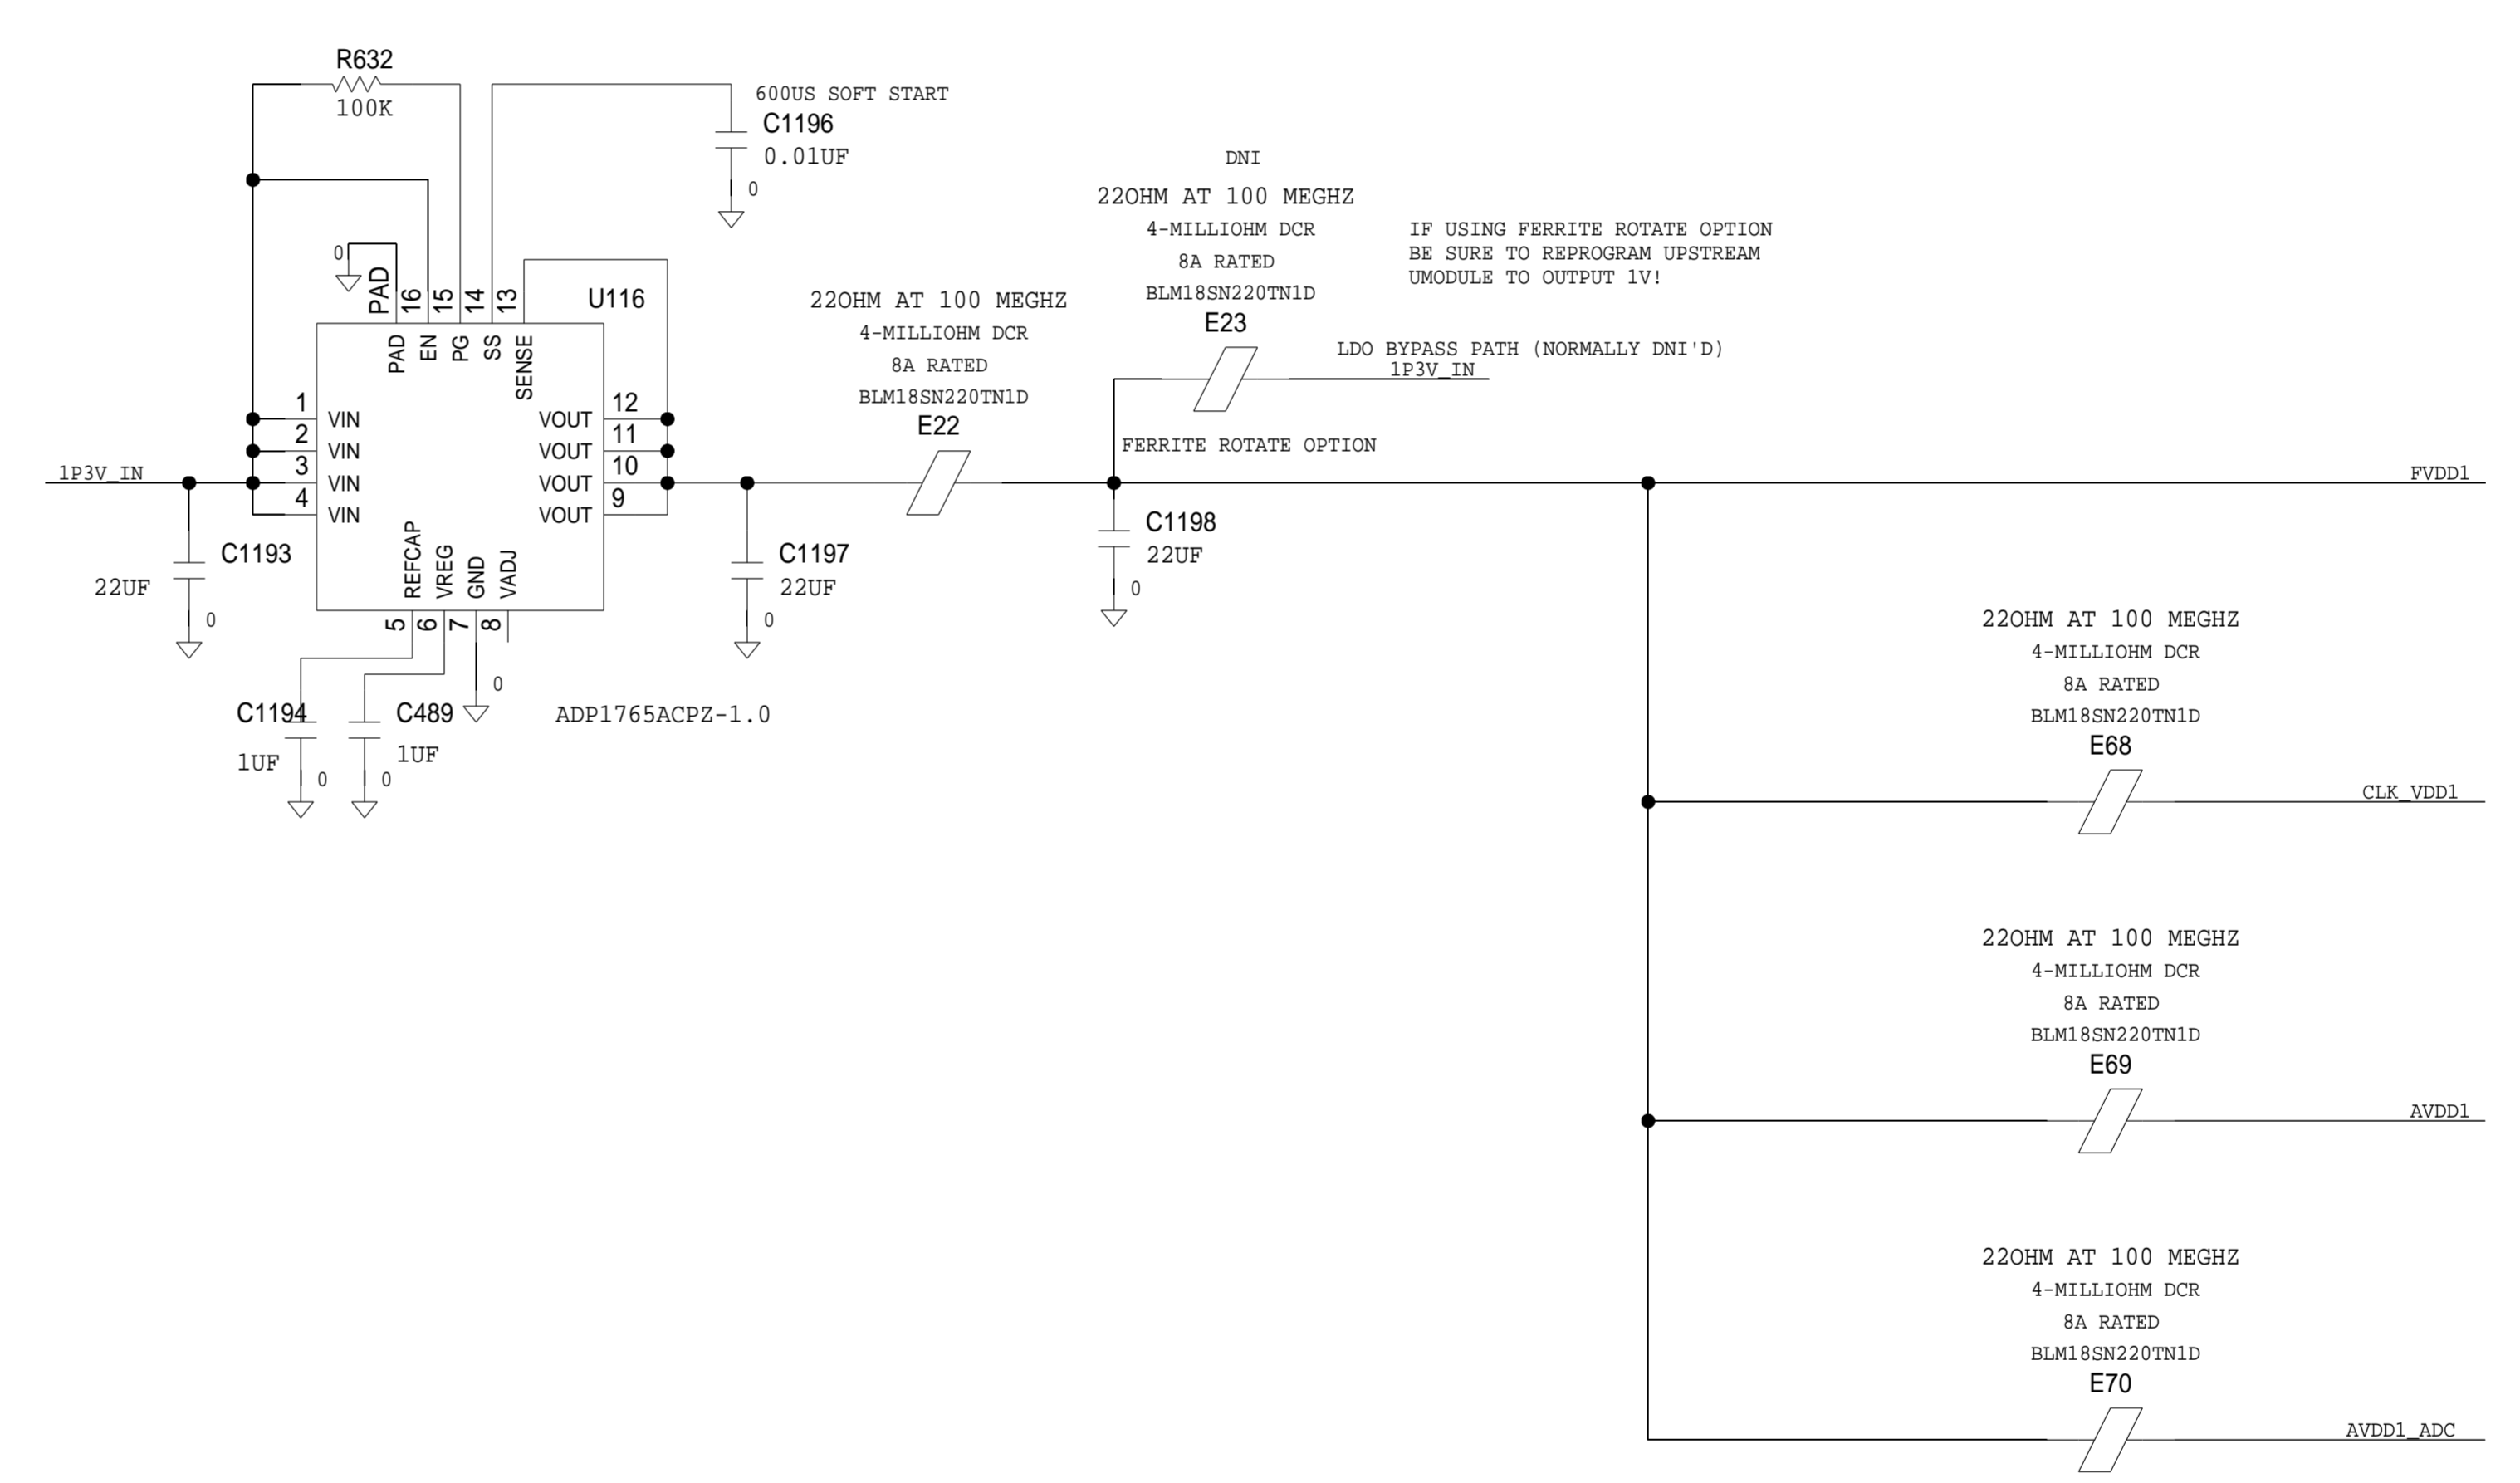 R632
100K
600US SOFT START
C1196
0.01UF
0
DNI
22OHM AT 100 MEGHZ
4-MILLIOHM DCR
8A RATED
BLM18SN220TN1D
E23
IF USING FERRITE ROTATE OPTION
BE SURE TO REPROGRAM UPSTREAM
UMODULE TO OUTPUT 1V!
LDO BYPASS PATH (NORMALLY DNI'D)
1P3V_IN
FERRITE ROTATE OPTION
0
PAD
16
15
14
13
U116
PAD
EN
PG
SS
SENSE
22OHM AT 100 MEGHZ
4-MILLIOHM DCR
8A RATED
BLM18SN220TN1D
E22
1P3V_IN
1
VIN
2
VIN
3
VIN
4
VIN
12
VOUT
11
VOUT
10
VOUT
9
VOUT
REFCAP
VREG
GND
VADJ
5
6
7
8
C1193
22UF
0
C1197
22UF
0
C1198
22UF
0
C1194
1UF
0
C489
1UF
0
0
ADP1765ACPZ-1.0
FVDD1
22OHM AT 100 MEGHZ
4-MILLIOHM DCR
8A RATED
BLM18SN220TN1D
E68
CLK_VDD1
22OHM AT 100 MEGHZ
4-MILLIOHM DCR
8A RATED
BLM18SN220TN1D
E69
AVDD1
22OHM AT 100 MEGHZ
4-MILLIOHM DCR
8A RATED
BLM18SN220TN1D
E70
AVDD1_ADC